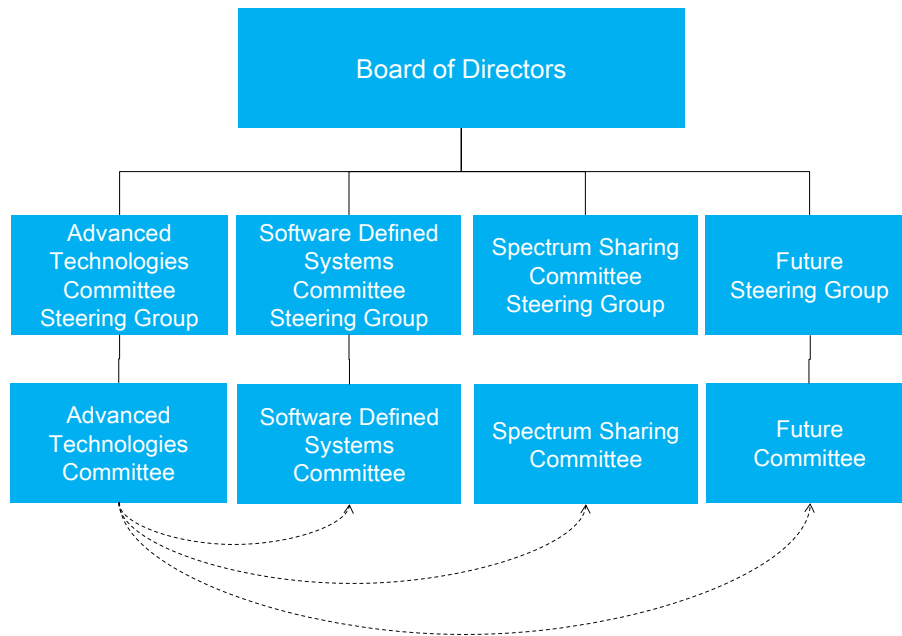 Board of Directors
Advanced
Technologies
Committee
Steering Group
Software Defined
Systems
Committee
Steering Group
Spectrum Sharing
Committee
Steering Group
Future
Steering Group
Advanced
Technologies
Committee
Software Defined
Systems
Committee
Spectrum Sharing
Committee
Future
Committee